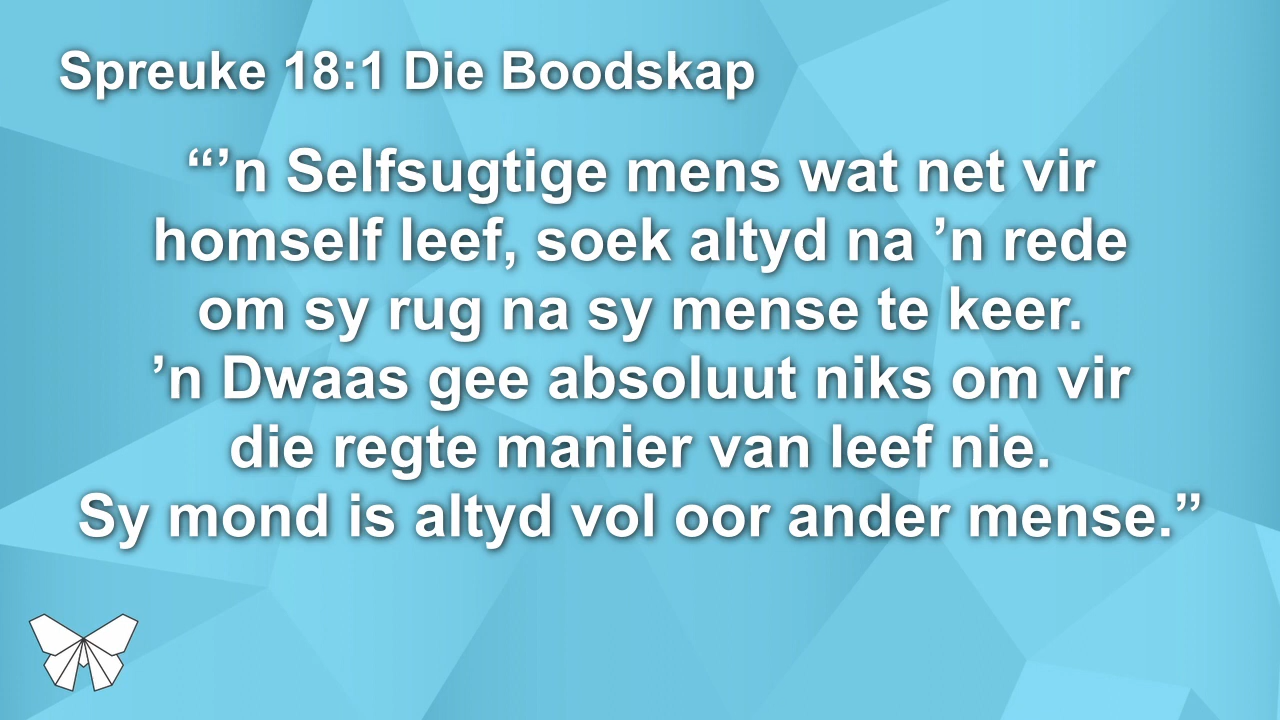 Spreuke 18:1 Die Boodskap
“’n Selfsugtige mens wat net vir
homself leef, soek altyd na ’n rede
om sy rug na sy mense te keer.
’n Dwaas gee absoluut niks om vir
die regte manier van leef nie.
Sy mond is altyd vol oor ander mense.”